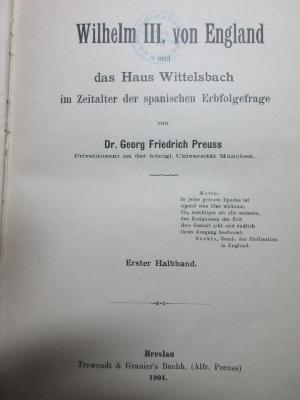 Wilhelm III. von England
und
das Haus Wittelsbach
im Zeitalter der spanischen Erbfolgefrage
von
Dr. Georg Friedrich Preuss
Privatdozent an der königl. Universität München.
Motto:
In jeder grossen Epoche ist
irgend eine Idee wirksam,
die, mächtiger als alle anderen,
den Ereignissen der Zeit
ihre Gestalt gibt und endlich
ihren Ausgang bestimmt.
Buckle, Gesch. der Zivilisation
in England.
Erster Halbband.
Breslau
Trewendt & Granier's Buchh. (Alfr. Preuss)
1904.